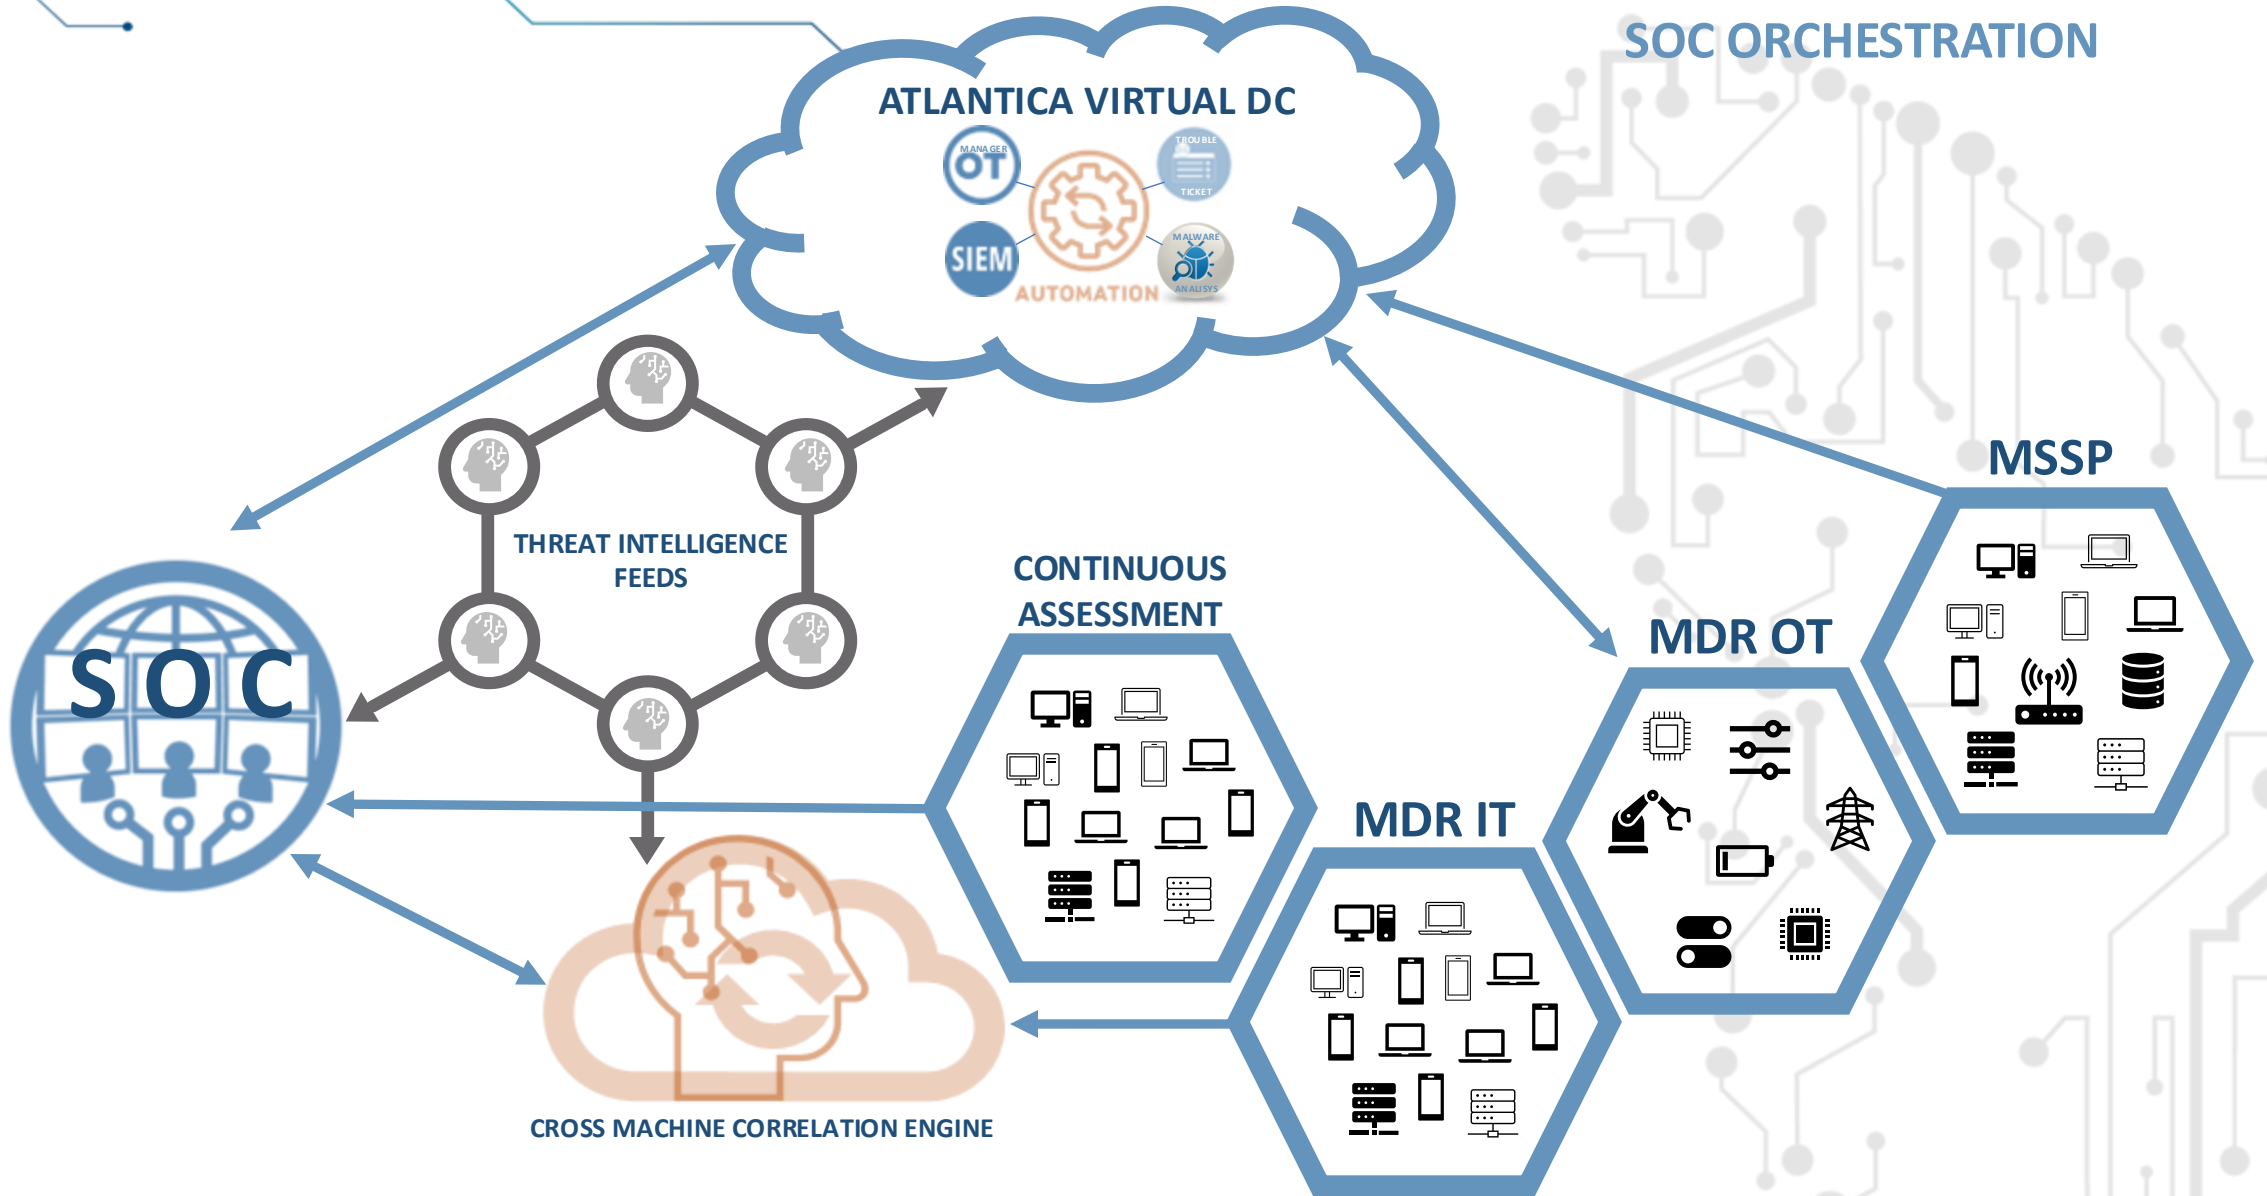 SOC ORCHESTRATION
ATLANTICA VIRTUAL DC
MANAGER
OT
TROUBLE
TICKET
SIEM
MALWARE
ANALISYS
AUTOMATION
MSSP
THREAT INTELLIGENCE
FEEDS
CONTINUOUS
ASSESSMENT
MDR OT
SOC
MDR IT
CROSS MACHINE CORRELATION ENGINE